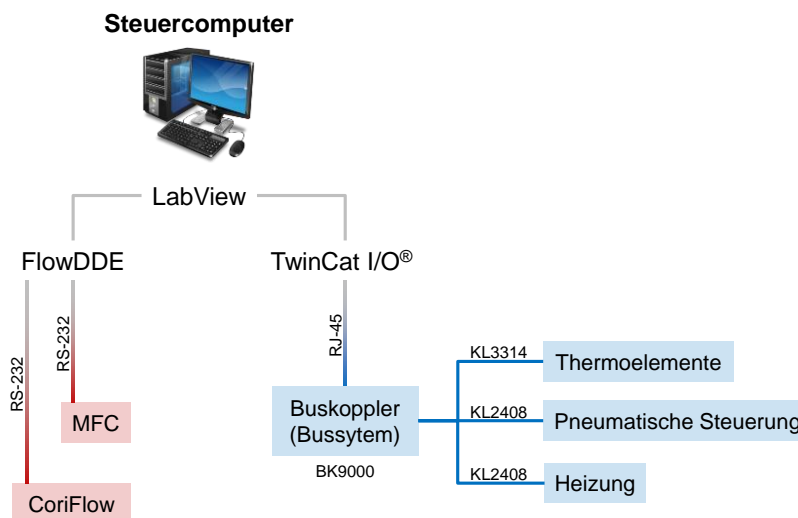 Steuercomputer
LabView
FlowDDE
TwinCat I/O®
RS-232
RS-232
RJ-45
KL3314
Thermoelemente
MFC
Buskoppler
(Bussytem)
KL2408
Pneumatische Steuerung
BK9000
KL2408
Heizung
CoriFlow